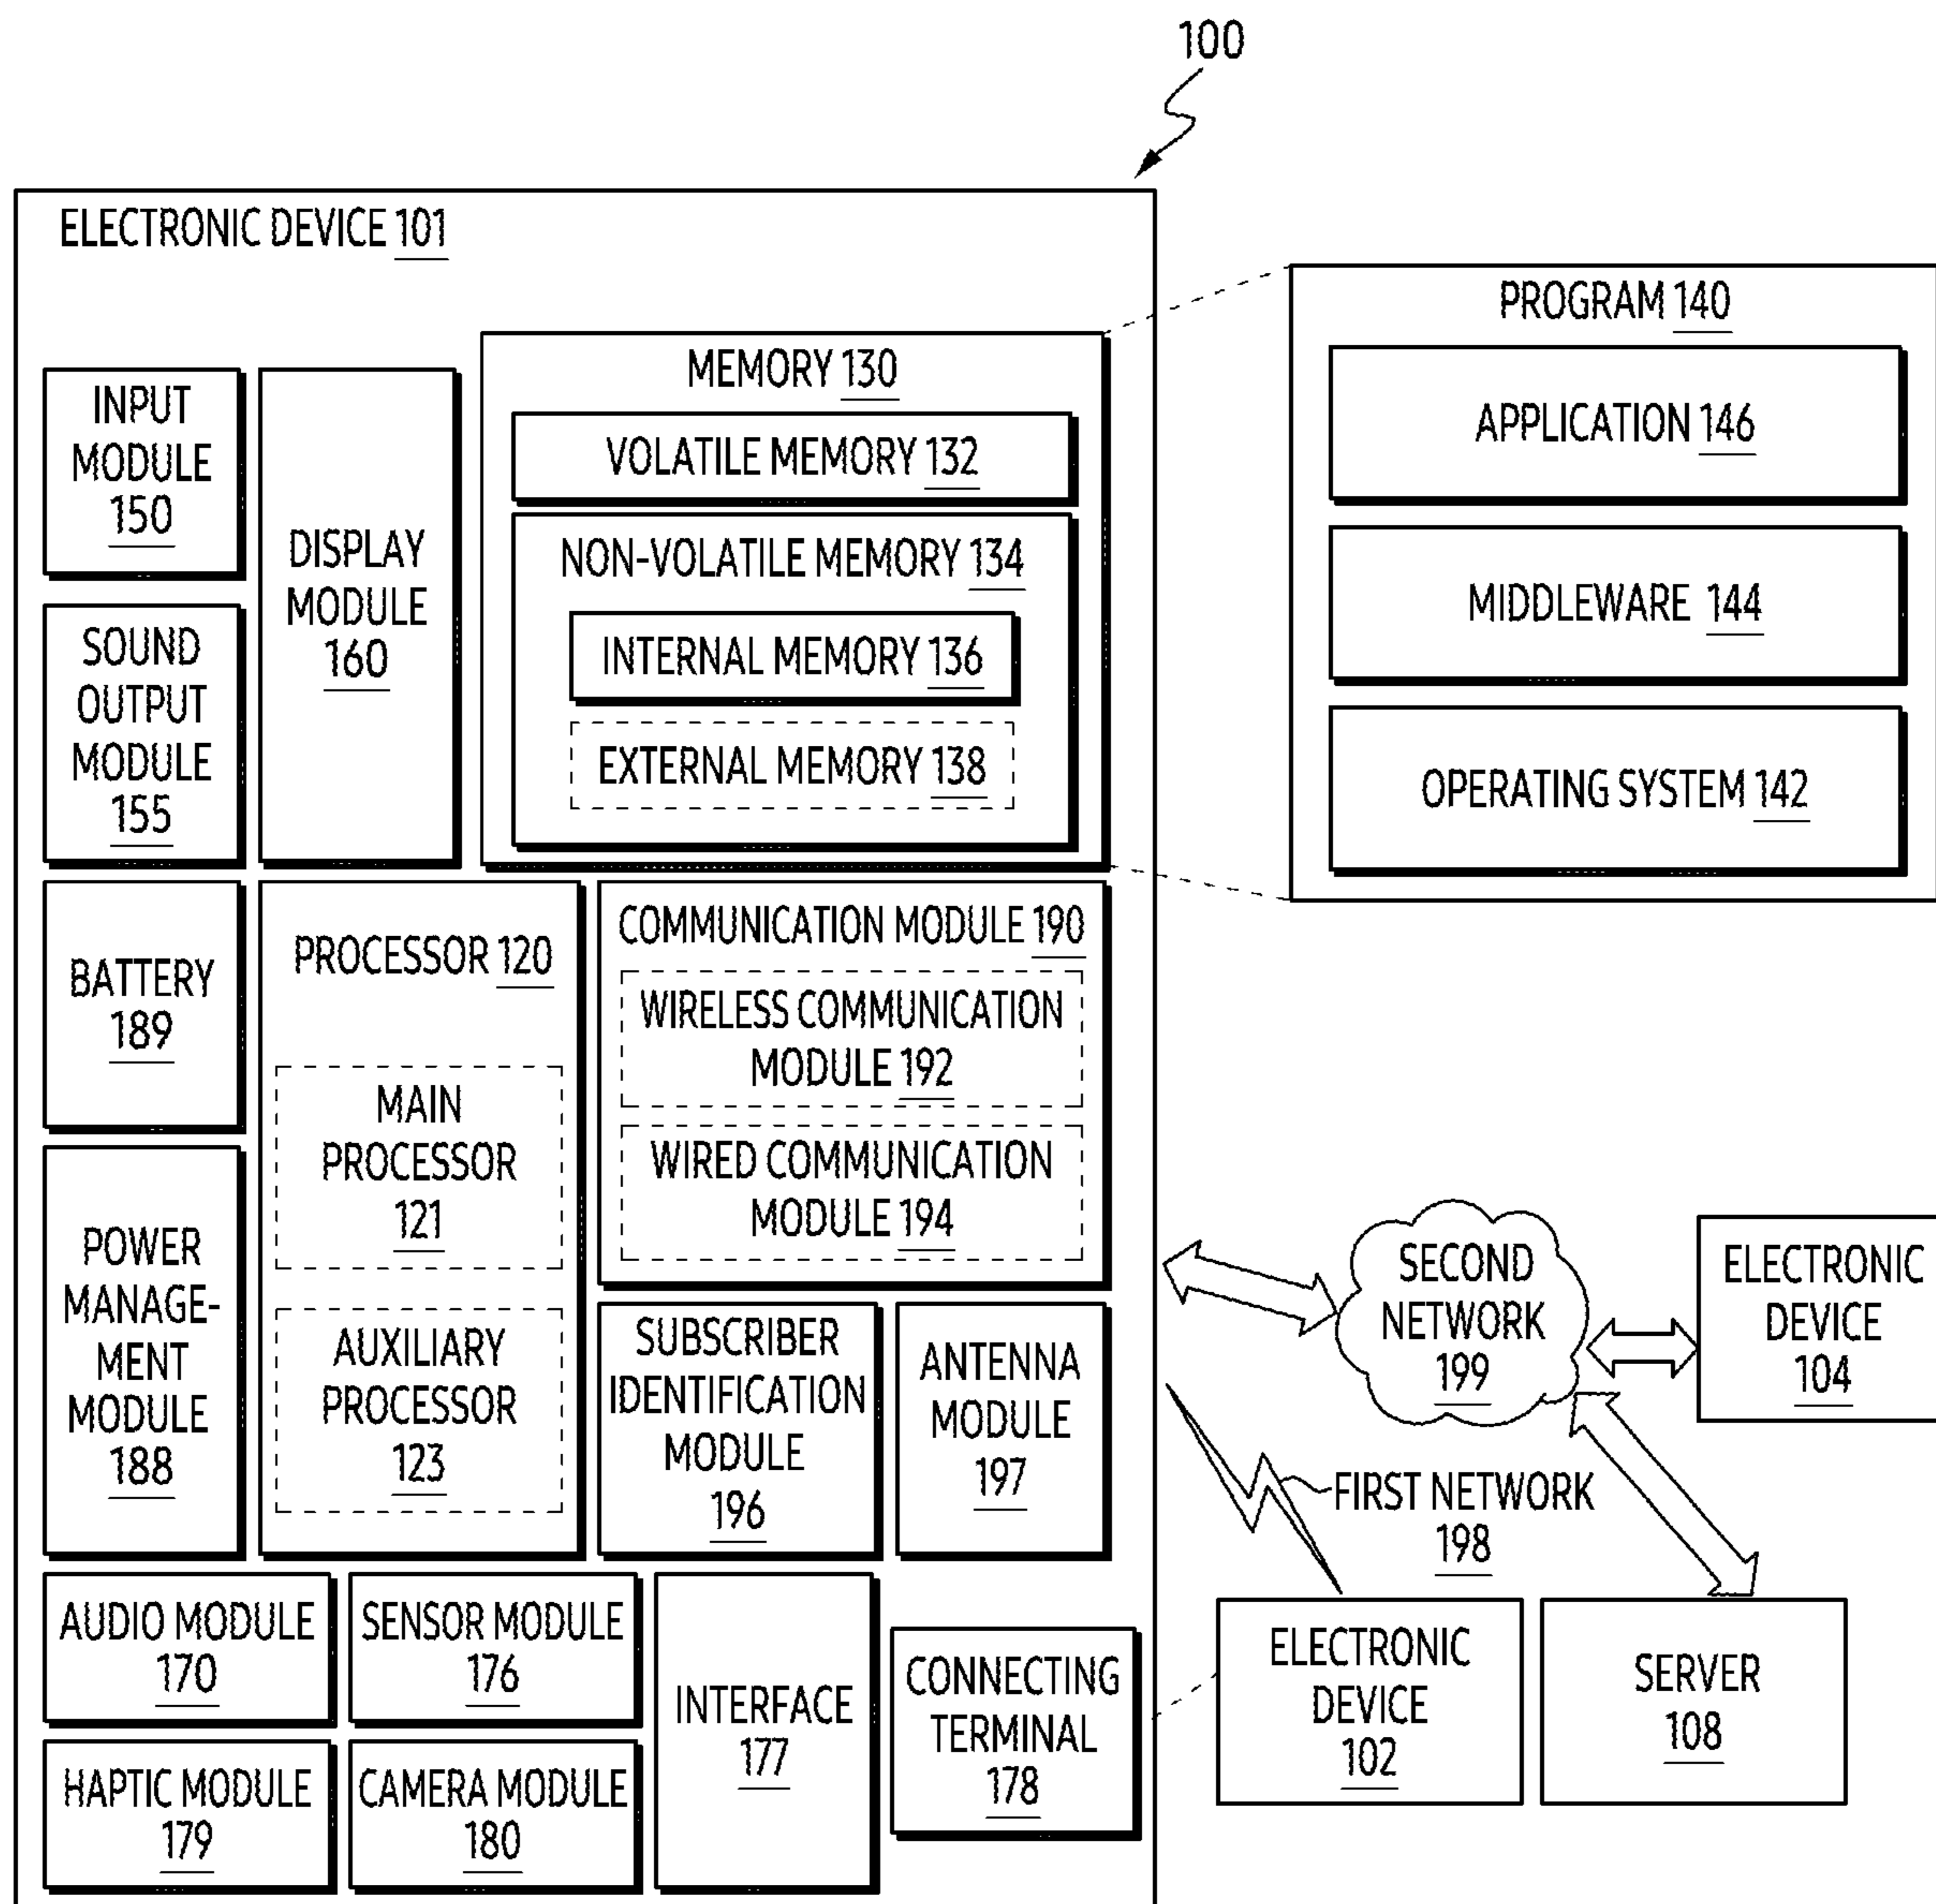 100
ELECTRONIC DEVICE 101
INPUT
MODULE
150
SOUND
OUTPUT
MODULE
155
DISPLAY
MODULE
160
MEMORY 130
VOLATILE MEMORY 132
NON-VOLATILE MEMORY 134
INTERNAL MEMORY 136
EXTERNAL MEMORY 138
PROGRAM 140
APPLICATION 146
MIDDLEWARE 144
OPERATING SYSTEM 142
BATTERY
189
POWER
MANAGE-
MENT
MODULE
188
PROCESSOR 120
MAIN
PROCESSOR
121
AUXILIARY
PROCESSOR
123
COMMUNICATION MODULE 190
WIRELESS COMMUNICATION
MODULE 192
WIRED COMMUNICATION
MODULE 194
SUBSCRIBER
IDENTIFICATION
MODULE
196
ANTENNA
MODULE
197
SECOND
NETWORK
199
ELECTRONIC
DEVICE
104
FIRST NETWORK
198
AUDIO MODULE
170
SENSOR MODULE
176
HAPTIC MODULE
179
CAMERA MODULE
180
INTERFACE
177
CONNECTING
TERMINAL
178
ELECTRONIC
DEVICE
102
SERVER
108